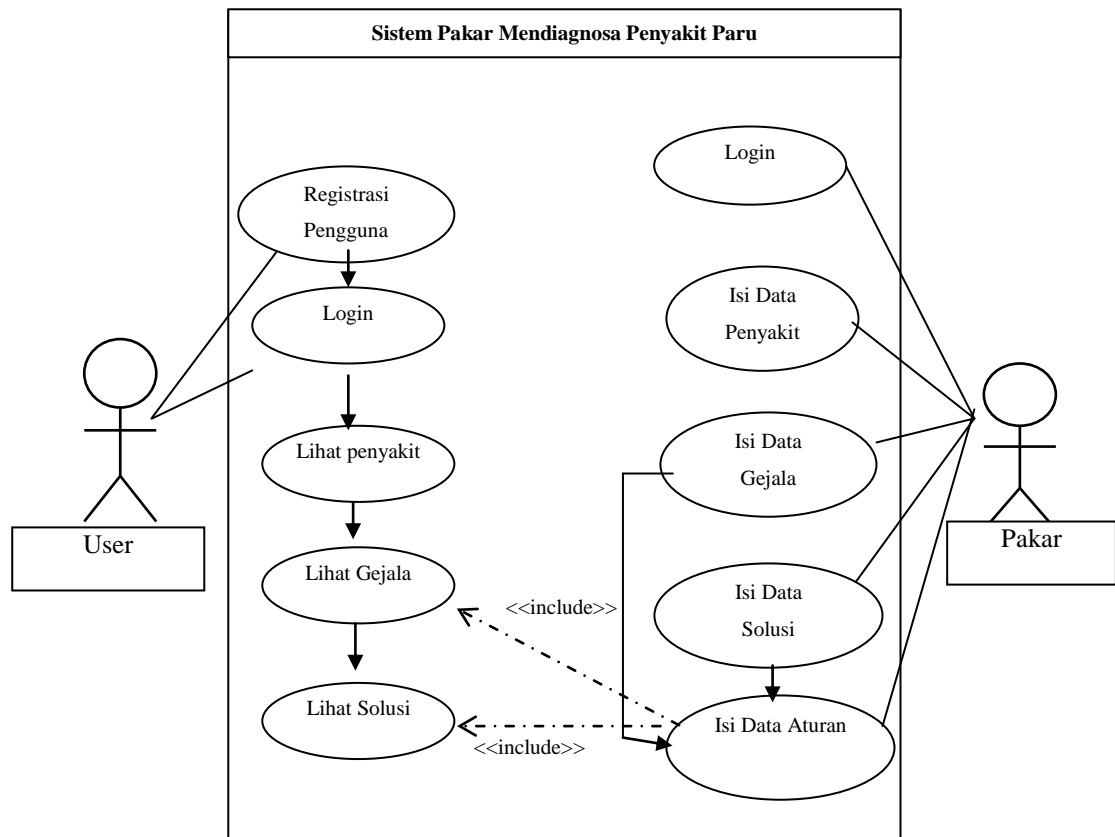 Sistem Pakar Mendiagnosa Penyakit Paru
Login
Registrasi
Pengguna
Isi Data
Penyakit
Login
Isi Data
Gejala
Lihat penyakit
User
Pakar
Lihat Gejala
Isi Data
Solusi
<<include>>
Lihat Solusi
Isi Data Aturan
<<include>>